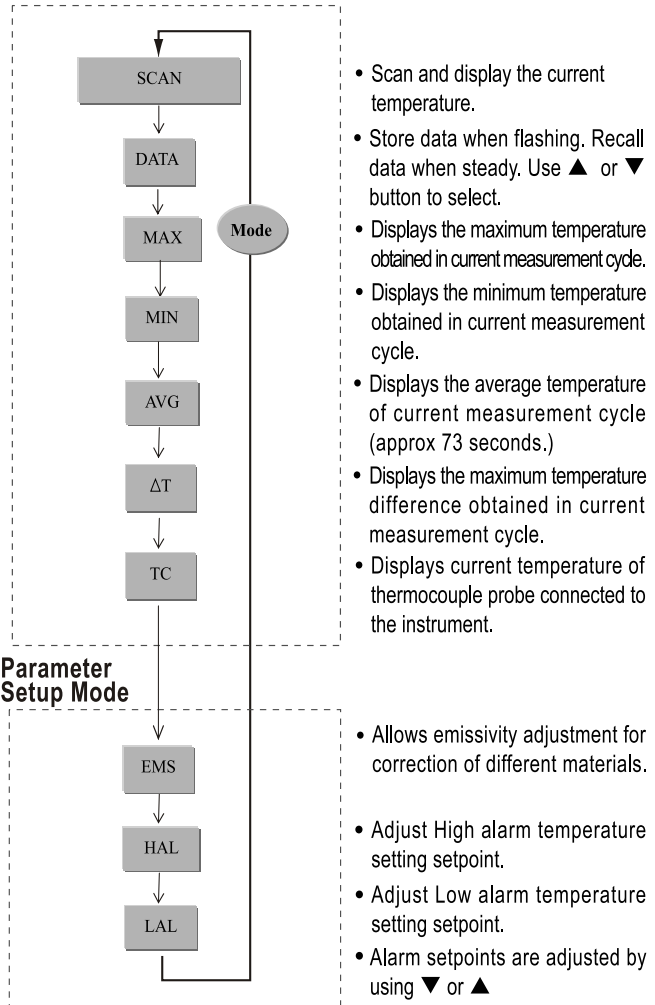 SCAN
DATA
MAX
Mode
MIN
AVG
ΔT
TC
• Scan and display the current
temperature.
• Store data when flashing. Recall
data when steady. Use ▲ or ▼
button to select.
• Displays the maximum temperature
obtained in current measurement cycle.
• Displays the minimum temperature
obtained in current measurement
cycle.
• Displays the average temperature
of current measurement cycle
(approx 73 seconds.)
• Displays the maximum temperature
difference obtained in current
measurement cycle.
• Displays current temperature of
thermocouple probe connected to
the instrument.
Parameter
Setup Mode
EMS
HAL
LAL
• Allows emissivity adjustment for
correction of different materials.
• Adjust High alarm temperature
setting setpoint.
• Adjust Low alarm temperature
setting setpoint.
• Alarm setpoints are adjusted by
using ▼ or ▲